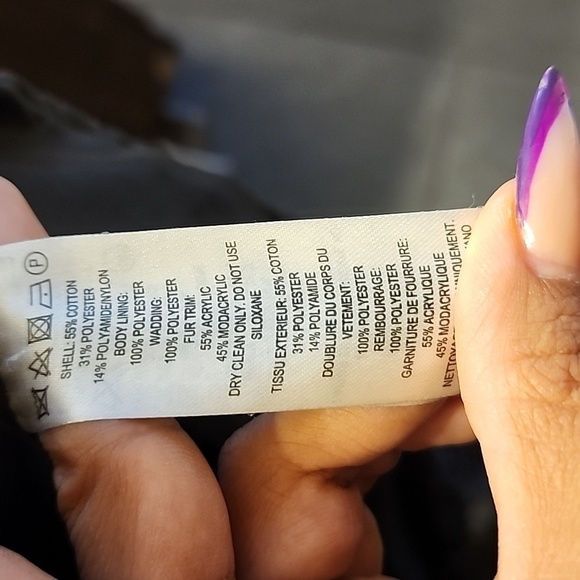 P
SHELL: 55% COTTON
31% POLYESTER
14% POLYAMIDE/NYLON
BODY LINING:
100% POLYESTER
WADDING:
100% POLYESTER
FUR TRIM:
55% ACRYLIC
45% MODACRYLIC
DRY CLEAN ONLY: DO NOT USE
SILOXANE
TISSU EXTERIEUR: 55% COTON
31% POLYESTER
14% POLYAMIDE
DOUBLURE DU CORPS DU
VETEMENT:
100% POLYESTER
REMBOURRAGE:
100% POLYESTER
GARNITURE DE FOURRURE:
55% ACRYLIQUE
45% MODACRYLIQUE